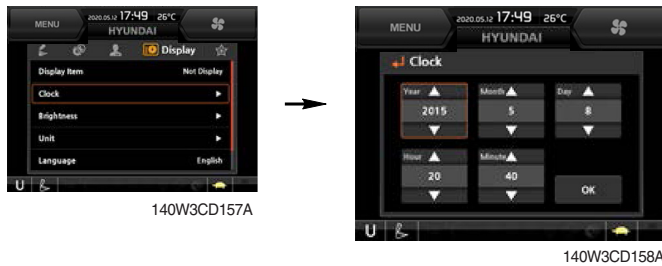 MENU
2020.05.12 17:49 26°C
HYUNDAI
Display
Display Item Not Display
Clock
Brightness
Unit
Language English
U
140W3CD157A
MENU
2020.05.12 17:49 26°C
HYUNDAI
Clock
Year Month Day
2015 5 8
Hour Minute
20 40
OK
U
140W3CD158A